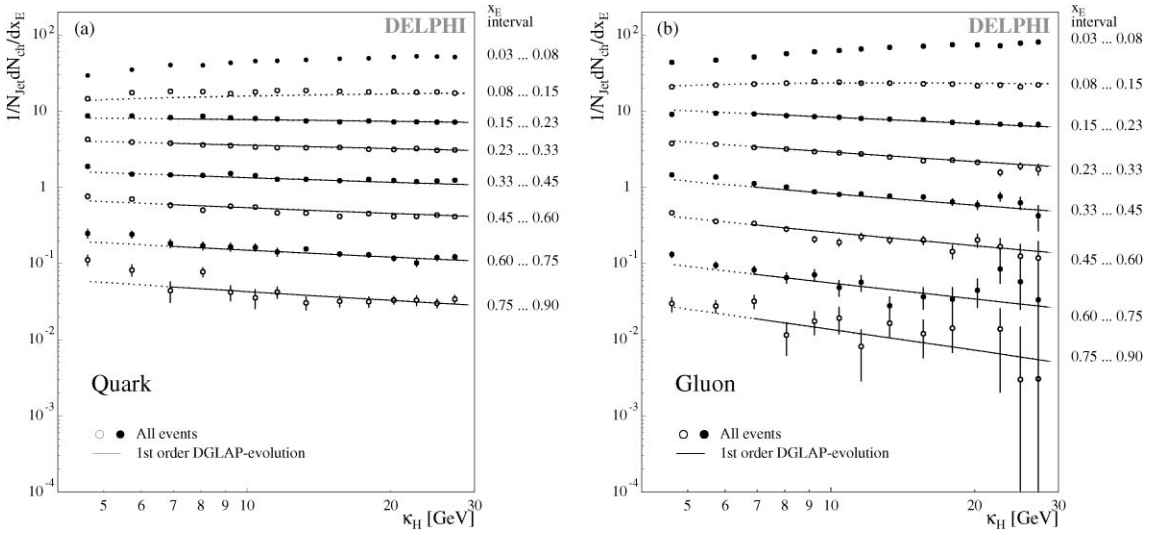 (a)
DELPHI
x_E
interval
1/N_Jet dN_ch/dx_E
10^2
10
1
10^-1
10^-2
10^-3
10^-4
0.03 ... 0.08
0.08 ... 0.15
0.15 ... 0.23
0.23 ... 0.33
0.33 ... 0.45
0.45 ... 0.60
0.60 ... 0.75
0.75 ... 0.90
Quark
All events
1st order DGLAP-evolution
5 6 7 8 9 10 20 30
κ_H [GeV]
(b)
DELPHI
x_E
interval
1/N_Jet dN_ch/dx_E
10^2
10
1
10^-1
10^-2
10^-3
10^-4
0.03 ... 0.08
0.08 ... 0.15
0.15 ... 0.23
0.23 ... 0.33
0.33 ... 0.45
0.45 ... 0.60
0.60 ... 0.75
0.75 ... 0.90
Gluon
All events
1st order DGLAP-evolution
5 6 7 8 9 10 20 30
κ_H [GeV]